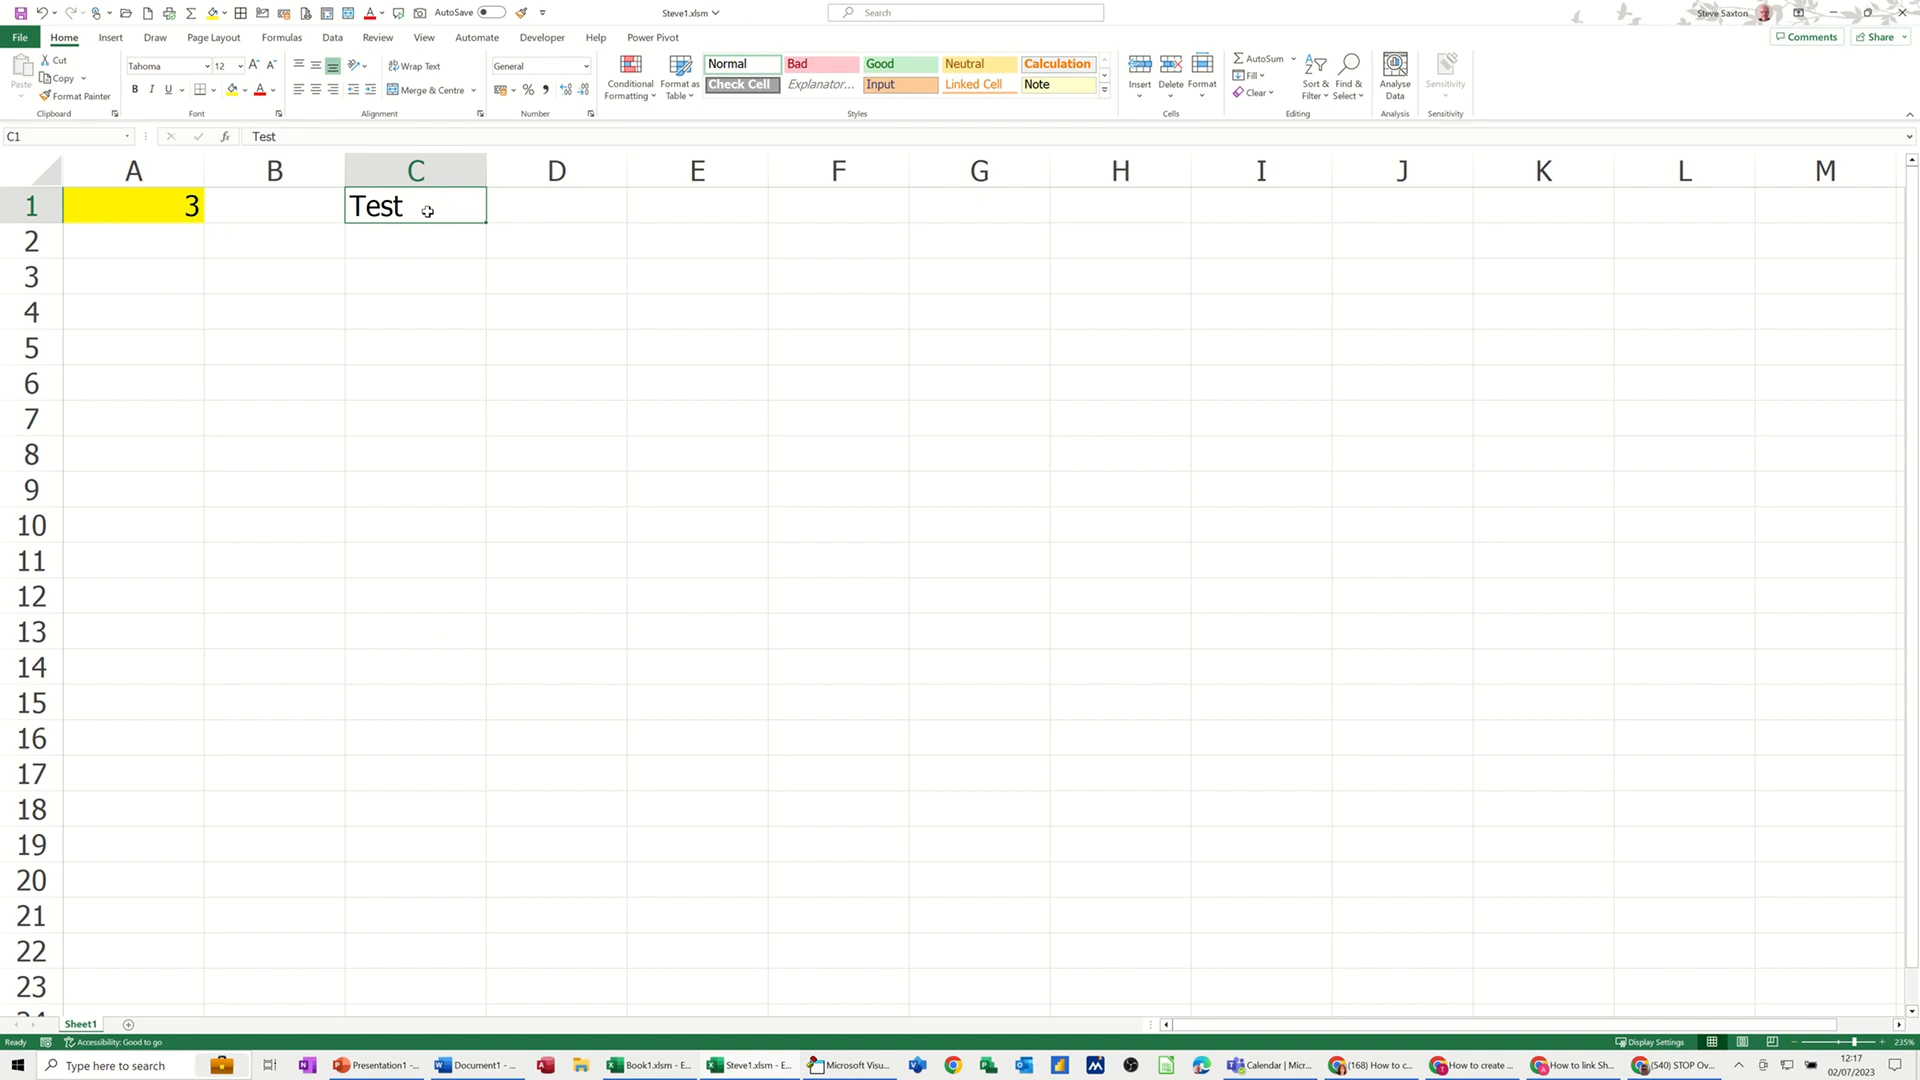 AutoSave
Steve1.xlsm
Search
Steve Saxton
File Home Insert Draw Page Layout Formulas Data Review View Automate Developer Help Power Pivot
Comments Share
Paste
Cut
Copy
Format Painter
Clipboard
Tahoma 12
B I U
Font
Wrap Text
Merge & Centre
Alignment
General
Number
Conditional Formatting
Format as Table
Normal Bad Good Neutral Calculation
Check Cell Explanator... Input Linked Cell Note
Styles
Insert Delete Format
Cells
AutoSum
Fill
Clear
Sort & Filter
Find & Select
Editing
Analyse Data
Analysis
Sensitivity
Sensitivity
C1 fx Test
A B C D E F G H I J K L M
1 3 Test
2
3
4
5
6
7
8
9
10
11
12
13
14
15
16
17
18
19
20
21
22
23
Sheet1
Ready Accessibility: Good to go Display Settings 235%
Type here to search
Presentation1 -...
Document1 - ...
Book1.xlsm - E...
Steve1.xlsm - E...
Microsoft Visu...
Calendar | Micr...
(168) How to c...
How to create ...
How to link Sh...
(540) STOP Ov...
12:17
02/07/2023